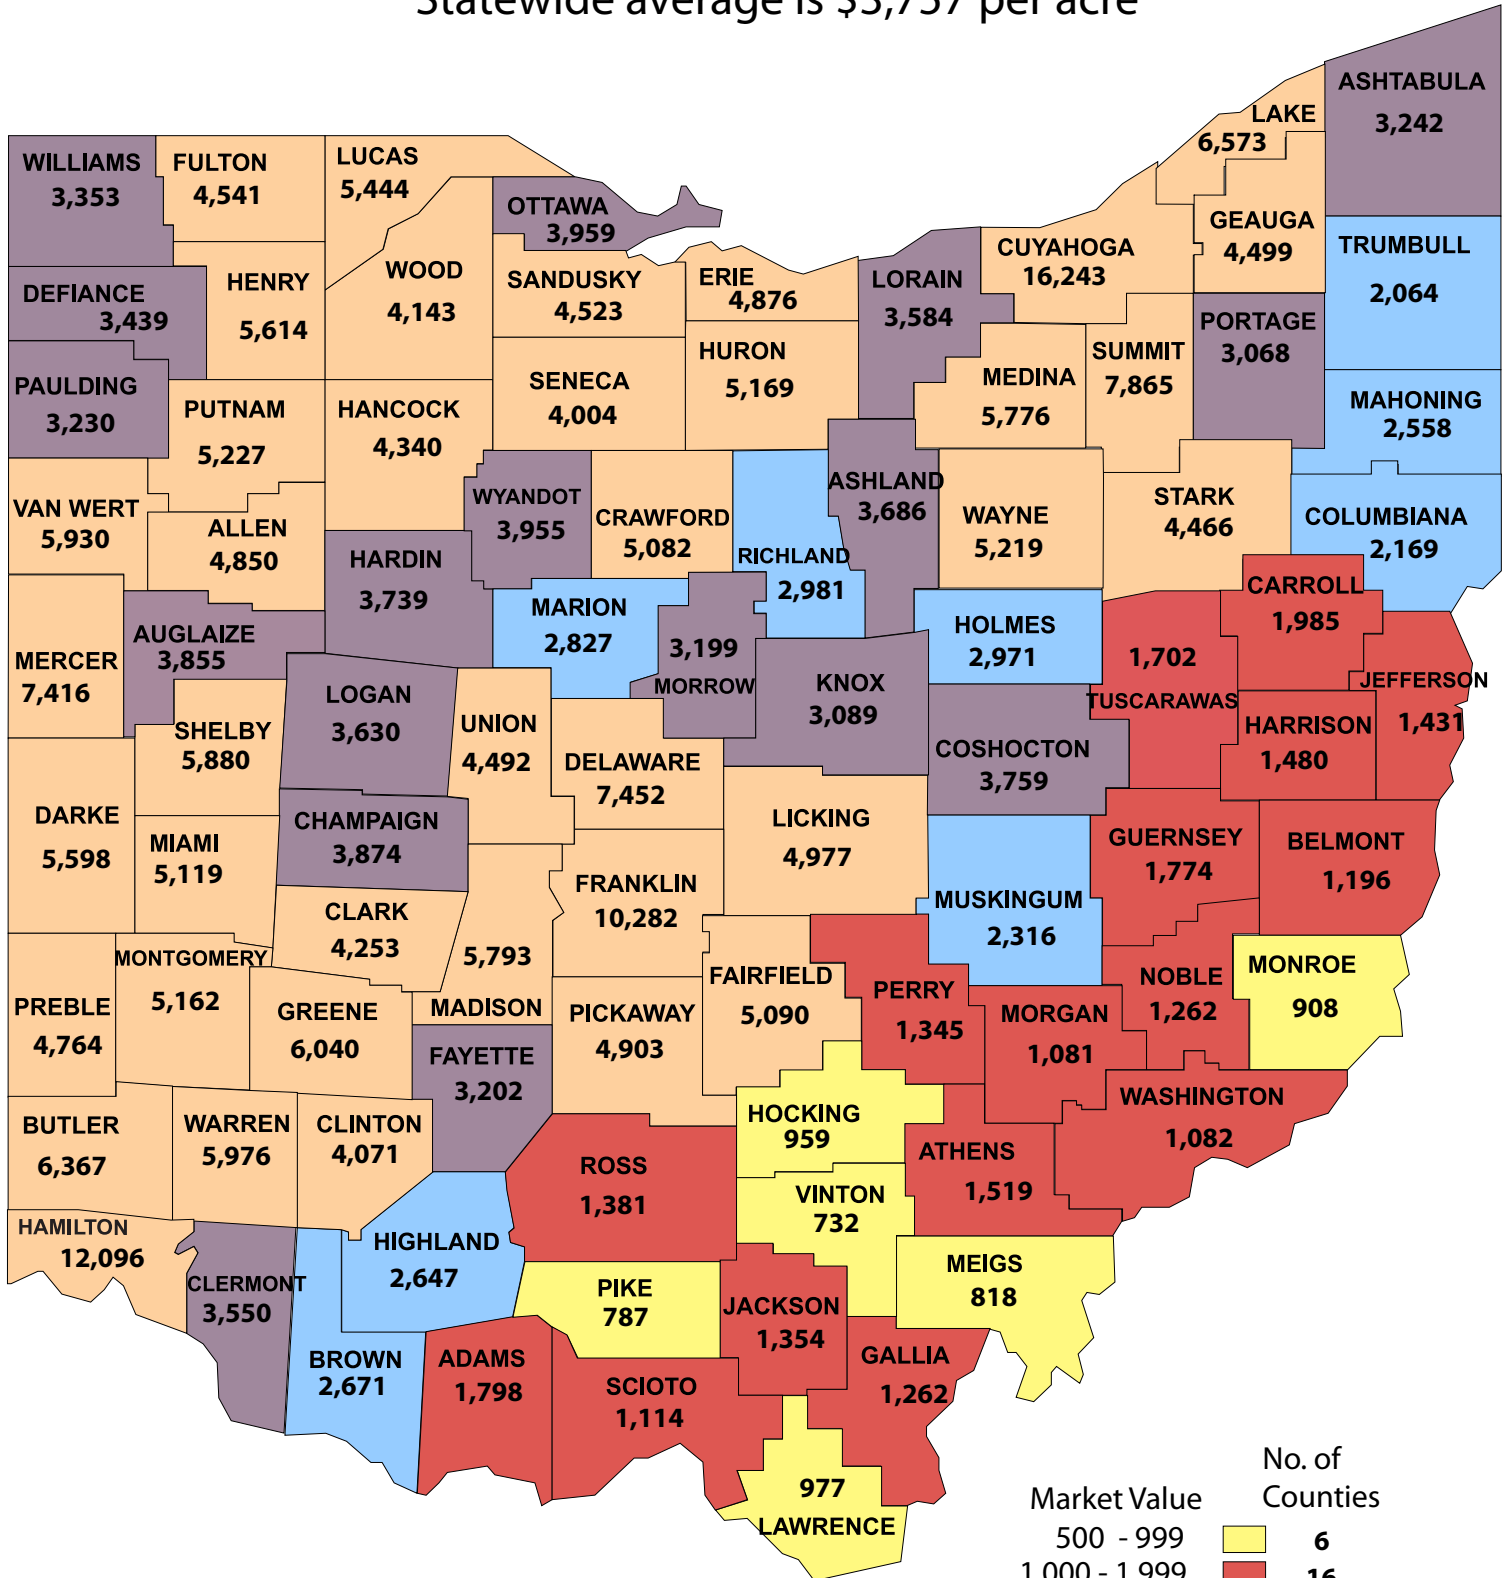 Statewide average is $3,757 per acre
ASHTABULA
3,242
LAKE
6,573
WILLIAMS
3,353
FULTON
4,541
LUCAS
5,444
OTTAWA
3,959
GEAUGA
4,499
CUYAHOGA
16,243
TRUMBULL
2,064
DEFIANCE
3,439
HENRY
5,614
WOOD
4,143
SANDUSKY
4,523
ERIE
4,876
LORAIN
3,584
PORTAGE
3,068
PAULDING
3,230
PUTNAM
5,227
HANCOCK
4,340
SENECA
4,004
HURON
5,169
MEDINA
5,776
SUMMIT
7,865
MAHONING
2,558
VAN WERT
5,930
ALLEN
4,850
WYANDOT
3,955
CRAWFORD
5,082
RICHLAND
2,981
ASHLAND
3,686
WAYNE
5,219
STARK
4,466
COLUMBIANA
2,169
HARDIN
3,739
MARION
2,827
3,199
MORROW
HOLMES
2,971
CARROLL
1,985
MERCER
7,416
AUGLAIZE
3,855
1,702
TUSCARAWAS
JEFFERSON
1,431
LOGAN
3,630
KNOX
3,089
SHELBY
5,880
UNION
4,492
DELAWARE
7,452
COSHOCTON
3,759
HARRISON
1,480
DARKE
5,598
MIAMI
5,119
CHAMPAIGN
3,874
LICKING
4,977
GUERNSEY
1,774
BELMONT
1,196
CLARK
4,253
5,793
MADISON
FRANKLIN
10,282
MUSKINGUM
2,316
PREBLE
4,764
MONTGOMERY
5,162
GREENE
6,040
PICKAWAY
4,903
FAIRFIELD
5,090
PERRY
1,345
MORGAN
1,081
NOBLE
1,262
MONROE
908
FAYETTE
3,202
BUTLER
6,367
WARREN
5,976
CLINTON
4,071
HOCKING
959
WASHINGTON
1,082
ROSS
1,381
ATHENS
1,519
VINTON
732
HAMILTON
12,096
CLERMONT
3,550
HIGHLAND
2,647
PIKE
787
JACKSON
1,354
MEIGS
818
BROWN
2,671
ADAMS
1,798
SCIOTO
1,114
GALLIA
1,262
977
LAWRENCE
No. of
Market Value Counties
500 - 999 6
1,000 - 1,999 16